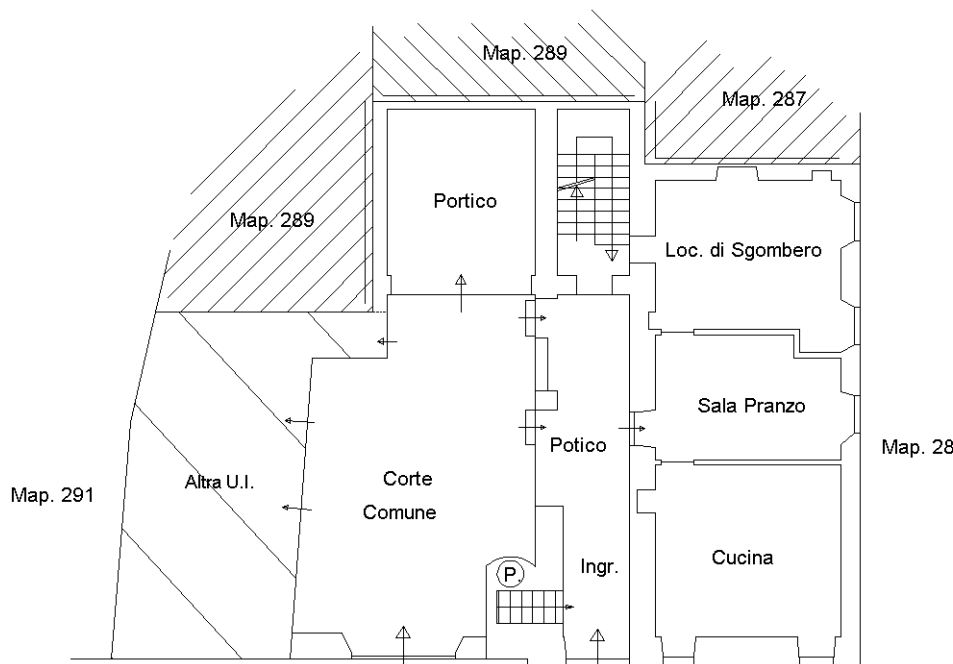 Map. 289
Map. 287
Portico
Map. 289
Loc. di Sgombero
Sala Pranzo
Potico
Map. 28
Altra U.I.
Corte
Comune
Map. 291
Cucina
Ingr.
P.